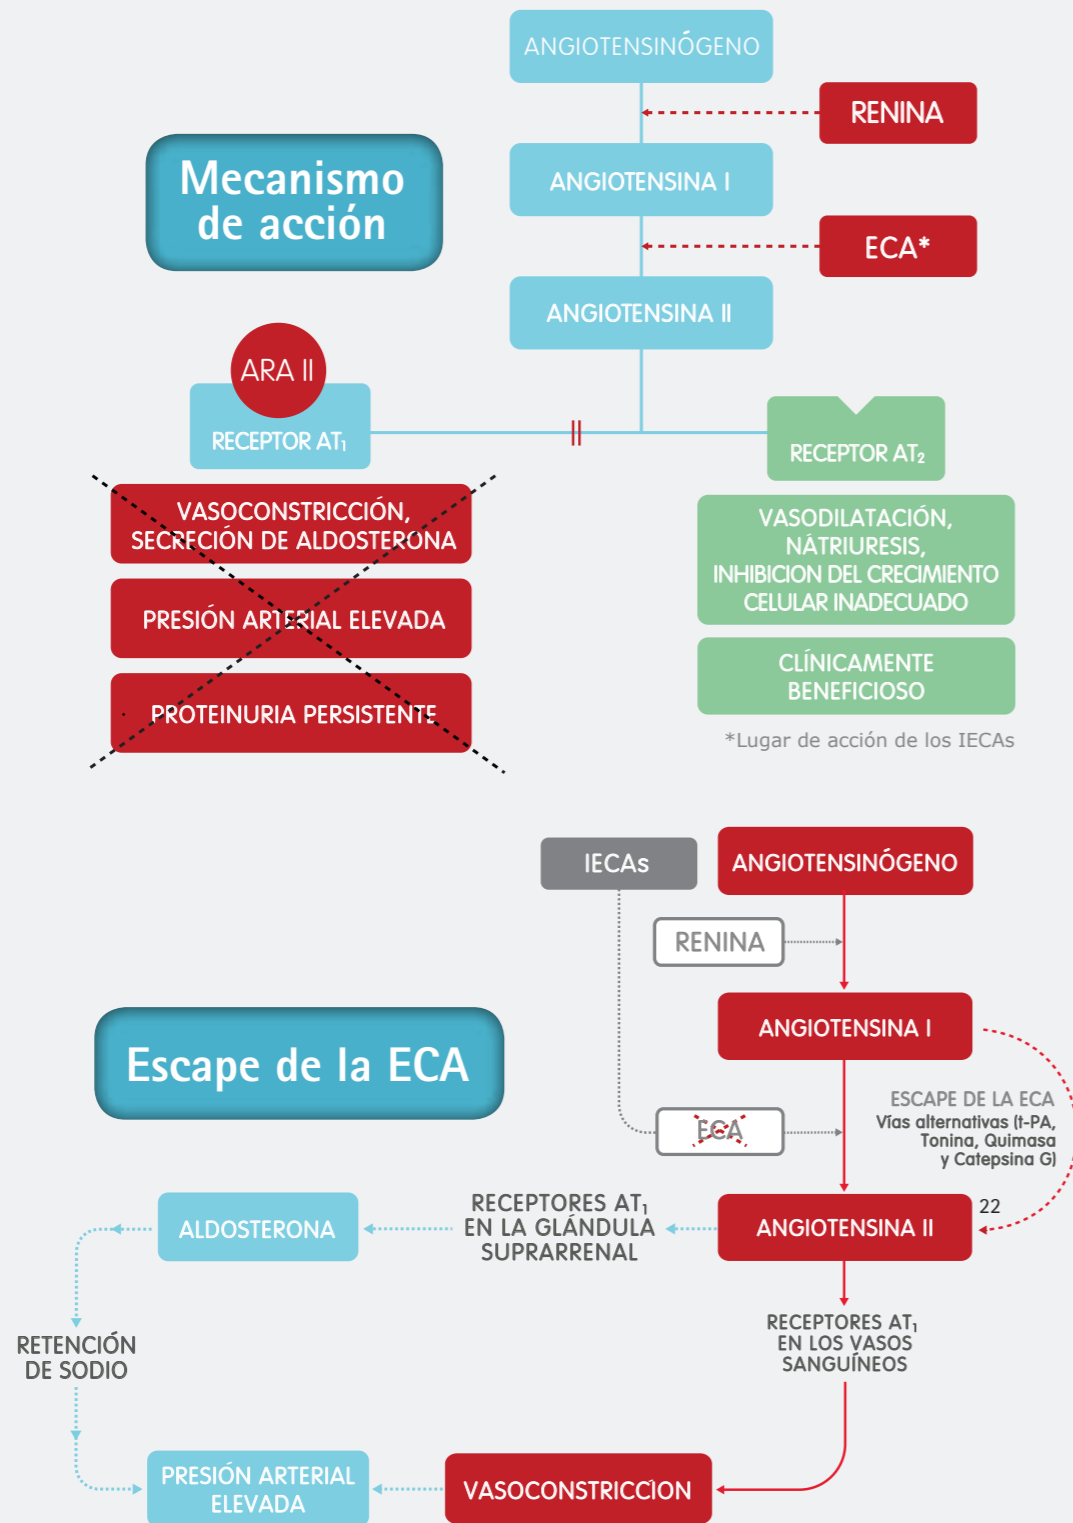 ANGIOTENSINÓGENO
RENINA
Mecanismo
de acción
ANGIOTENSINA I
ECA*
ANGIOTENSINA II
ARA II
RECEPTOR AT₁
RECEPTOR AT₂
VASOCONSTRICCIÓN,
SECRECIÓN DE ALDOSTERONA
PRESIÓN ARTERIAL ELEVADA
PROTEINURIA PERSISTENTE
VASODILATACIÓN,
NÁTRIURESIS,
INHIBICION DEL CRECIMIENTO
CELULAR INADECUADO
CLÍNICAMENTE
BENEFICIOSO
*Lugar de acción de los IECAs
IECAs
ANGIOTENSINÓGENO
RENINA
ANGIOTENSINA I
Escape de la ECA
ESCAPE DE LA ECA
Vías alternativas (t-PA,
Tonina, Quimasa
y Catepsina G)
ECA
22
ANGIOTENSINA II
RECEPTORES AT₁
EN LA GLÁNDULA
SUPRARRENAL
ALDOSTERONA
RETENCIÓN
DE SODIO
RECEPTORES AT₁
EN LOS VASOS
SANGUÍNEOS
PRESIÓN ARTERIAL
ELEVADA
VASOCONSTRICCÌON